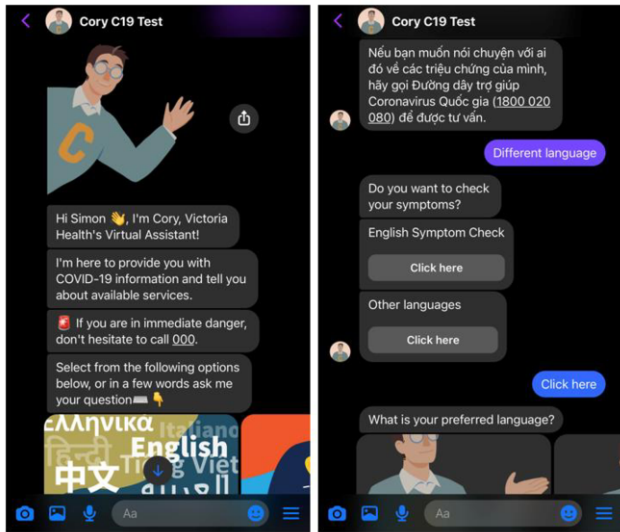 Cory C19 Test
C
Hi Simon 👋, I'm Cory, Victoria
Health's Virtual Assistant!
I'm here to provide you with
COVID-19 information and tell you
about available services.
🚨 If you are in immediate danger,
don't hesitate to call 000.
Select from the following options
below, or in a few words ask me
your question⌨️👇
Ελληνικά Italiano
हिन्दी English
中文 Tiếng Việt
العربية
Aa
Cory C19 Test
Nếu bạn muốn nói chuyện với ai
đó về các triệu chứng của mình,
hãy gọi Đường dây trợ giúp
Coronavirus Quốc gia (1800 020
080) để được tư vấn.
Different language
Do you want to check
your symptoms?
English Symptom Check
Click here
Other languages
Click here
Click here
What is your preferred language?
Aa